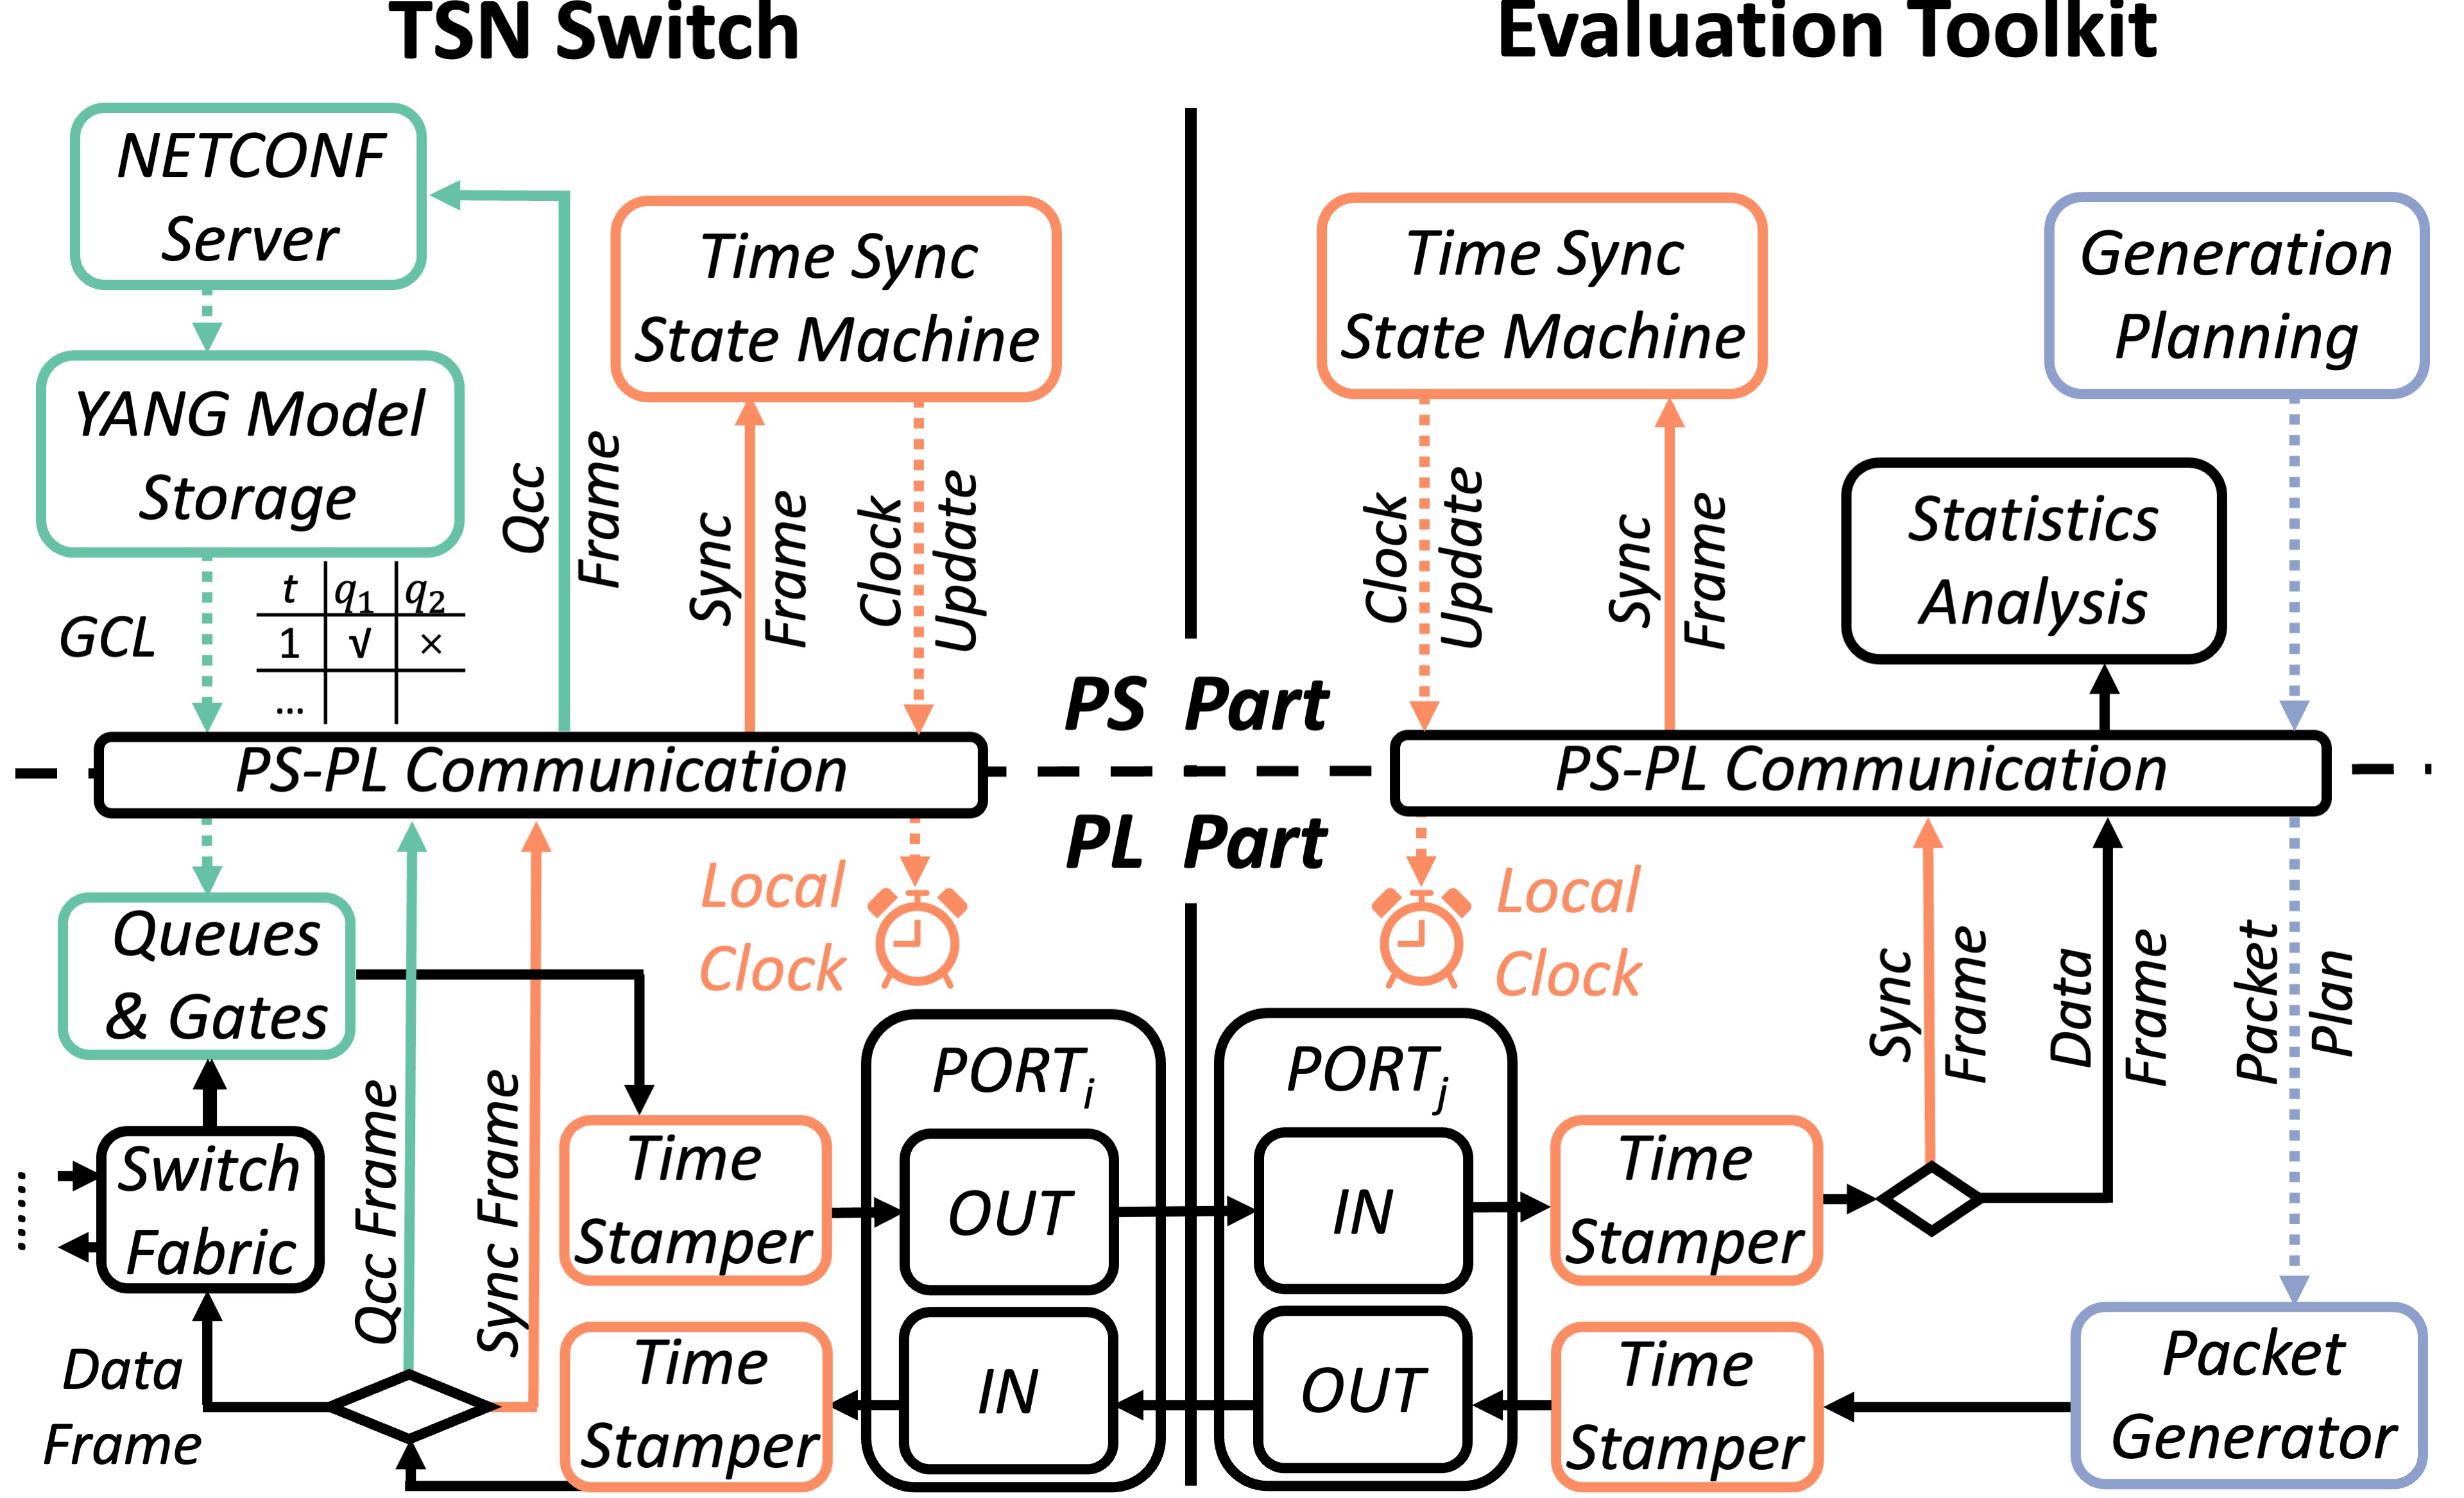 TSN Switch
Evaluation Toolkit
NETCONF
Server
YANG Model
Storage
GCL
t q1 q2
1 √ ×
...
Qcc
Frame
Time Sync
State Machine
Sync
Frame
Clock
Update
Time Sync
State Machine
Clock
Update
Sync
Frame
Generation
Planning
Statistics
Analysis
PS Part
PS-PL Communication
PS-PL Communication
PL Part
Queues
& Gates
Local
Clock
Local
Clock
Switch
Fabric
......
Data
Frame
Qcc Frame
Sync Frame
Time
Stamper
Time
Stamper
PORTi
OUT
IN
PORTj
IN
OUT
Time
Stamper
Time
Stamper
Sync
Frame
Data
Frame
Packet
Plan
Packet
Generator